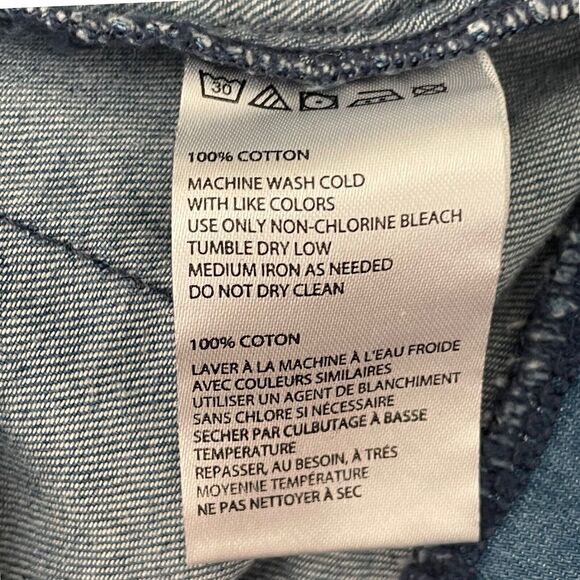 30
100% COTTON
MACHINE WASH COLD
WITH LIKE COLORS
USE ONLY NON-CHLORINE BLEACH
TUMBLE DRY LOW
MEDIUM IRON AS NEEDED
DO NOT DRY CLEAN
100% COTON
LAVER À LA MACHINE À L'EAU FROIDE
AVEC COULEURS SIMILAIRES
UTILISER UN AGENT DE BLANCHIMENT
SANS CHLORE SI NÉCESSAIRE
SECHER PAR CULBUTAGE À BASSE
TEMPERATURE
REPASSER, AU BESOIN, À TRÉS
MOYENNE TEMPÉRATURE
NE PAS NETTOYER À SEC